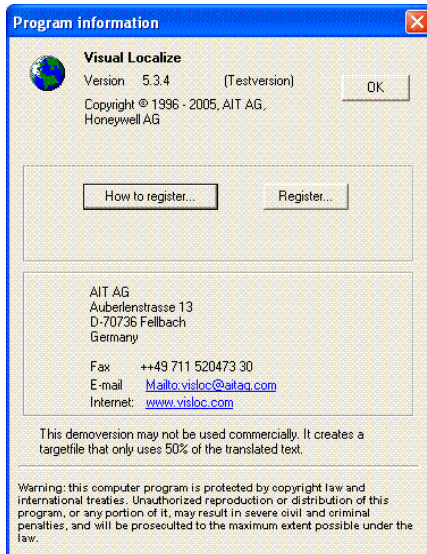 Program information
Visual Localize
Version 5.3.4 (Testversion)
OK
Copyright © 1996 - 2005, AIT AG,
Honeywell AG
How to register...
Register...
AIT AG
Auberlenstrasse 13
D-70736 Fellbach
Germany
Fax ++49 711 520473 30
E-mail Mailto:visloc@aitag.com
Internet: www.visloc.com
This demoversion may not be used commercially. It creates a
targetfile that only uses 50% of the translated text.
Warning: this computer program is protected by copyright law and
international treaties. Unauthorized reproduction or distribution of this
program, or any portion of it, may result in severe civil and criminal
penalties, and will be proseculted to the maximum extent possible under the
law.